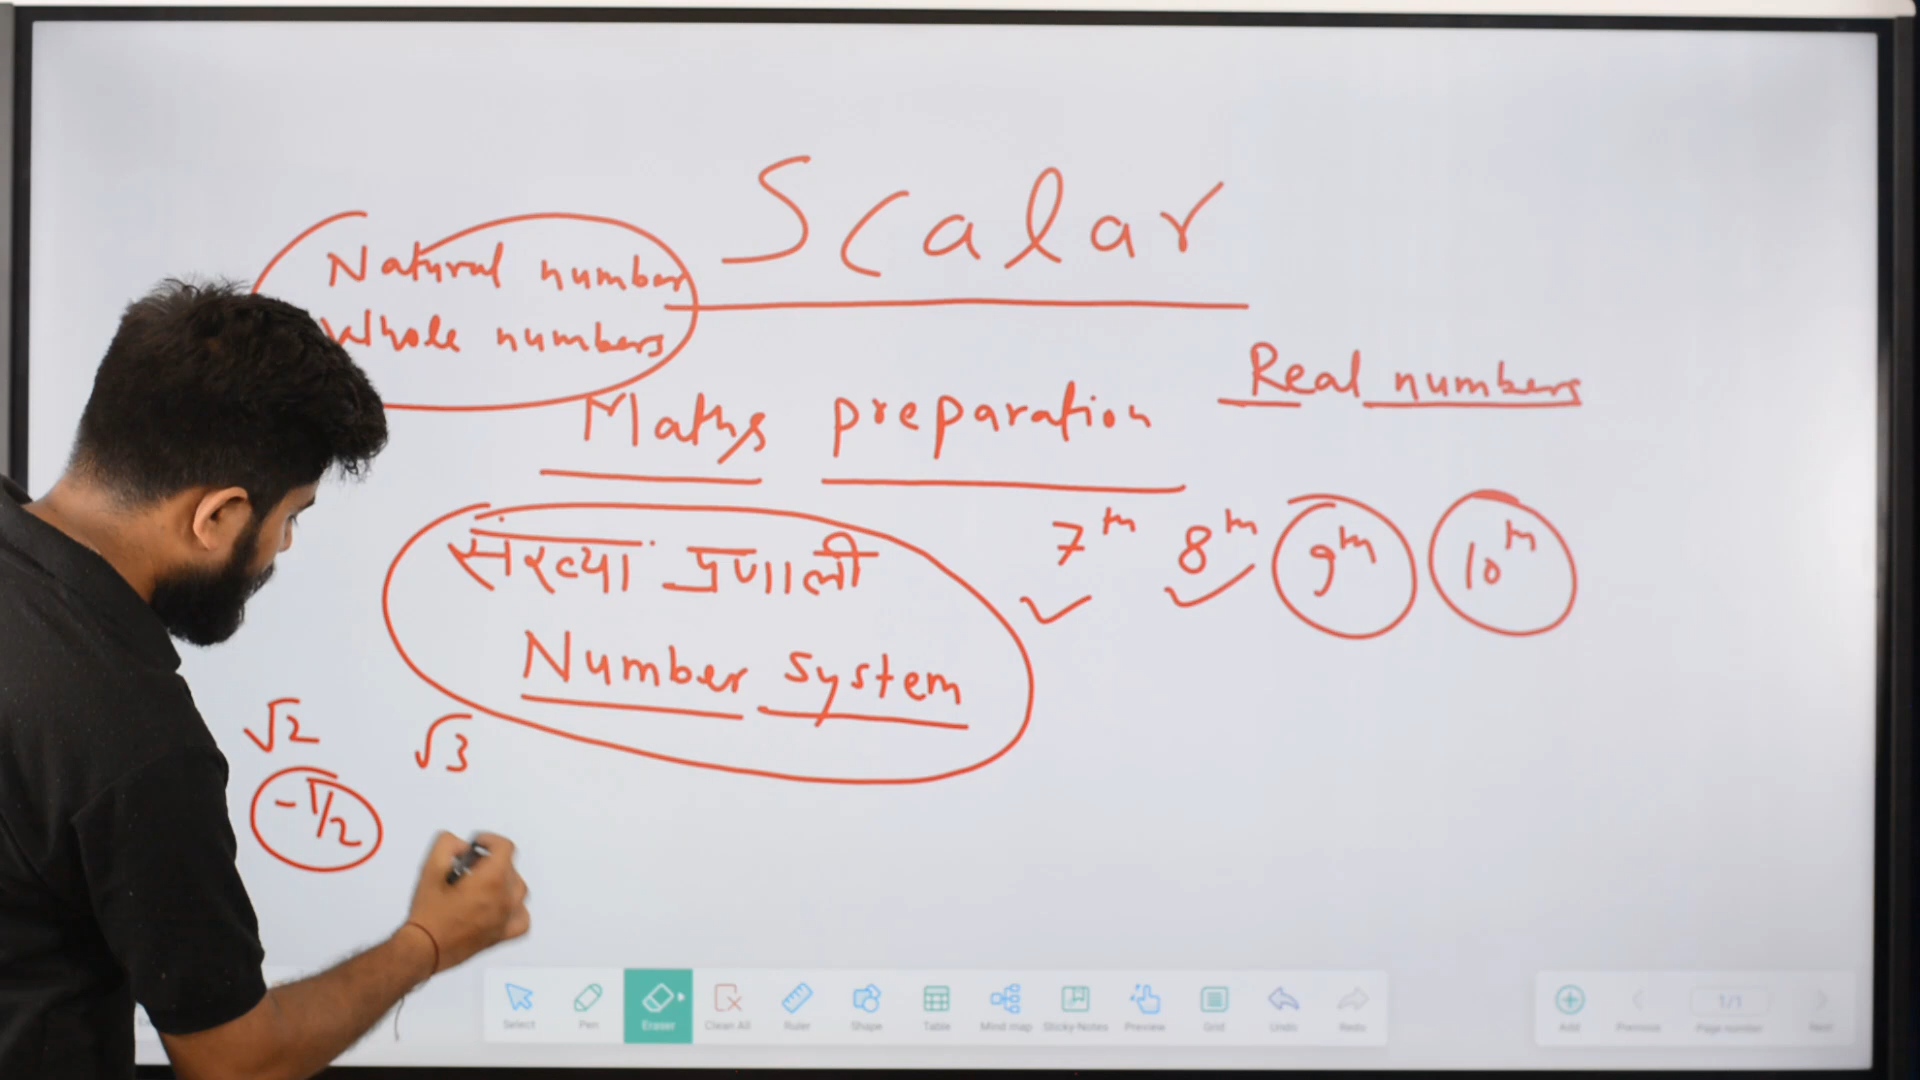 Scalar
Natural number
Whole numbers
Real numbers
Maths preparation
7th 8th 9th 10th
संख्या प्रणाली
Number system
√2 √3
Select Pen Eraser Clean All Ruler Shape Table Mind map Sticky-Notes Preview Grid Undo Redo
Add Previous 1/1 Page number Next